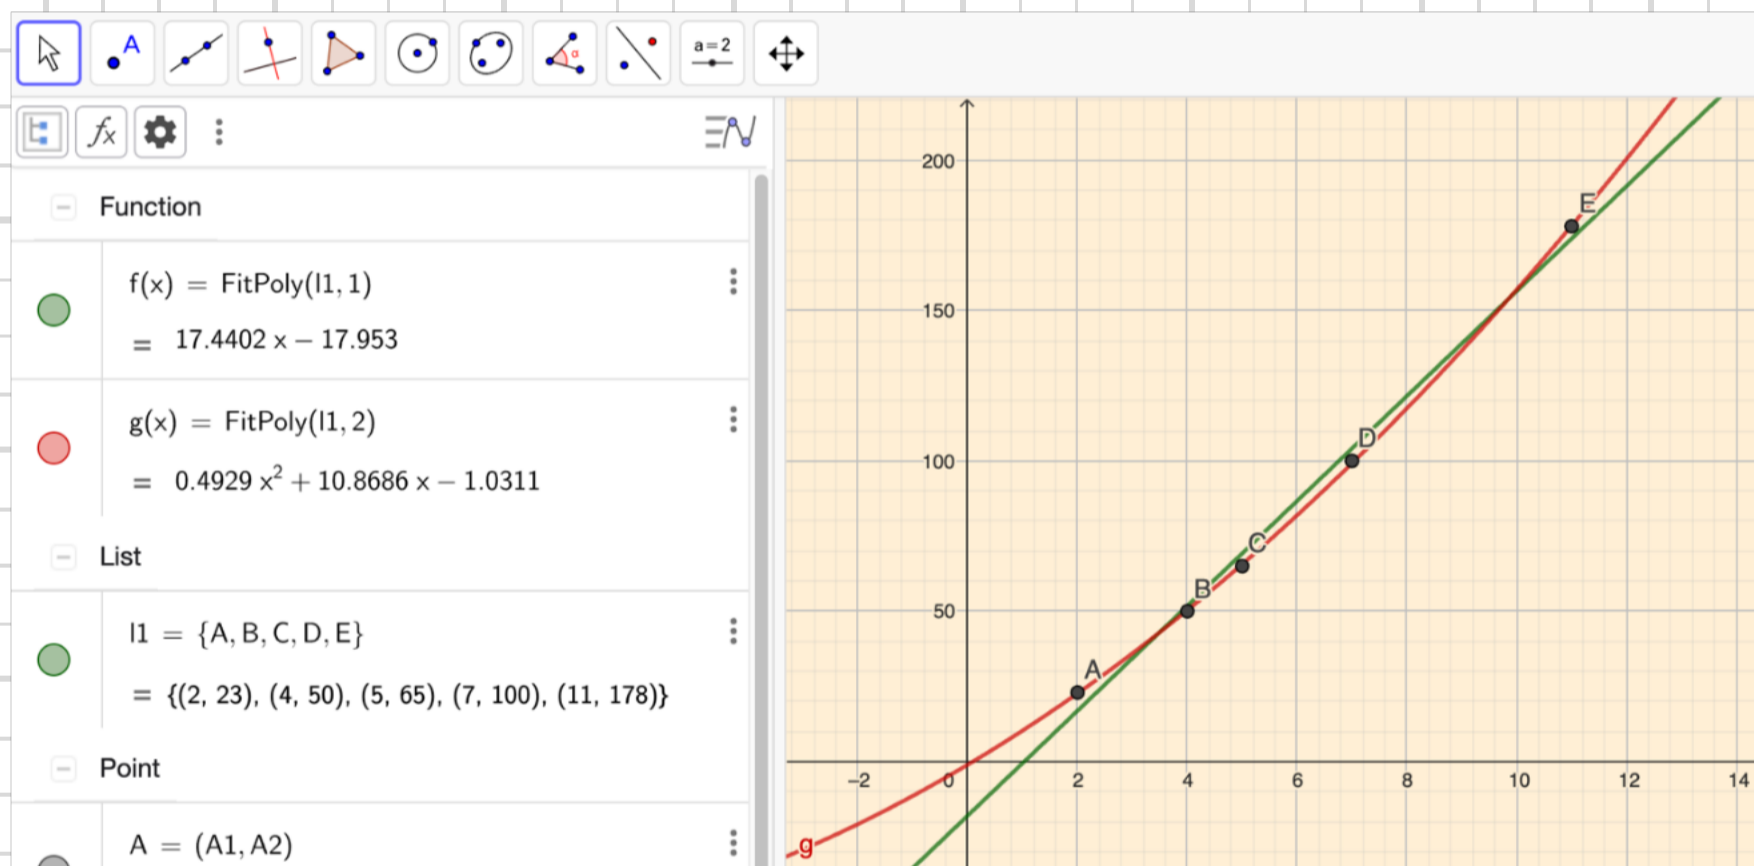 A
α
a=2
fx
Function
f(x) = FitPoly(l1, 1)
= 17.4402 x − 17.953
g(x) = FitPoly(l1, 2)
= 0.4929 x² + 10.8686 x − 1.0311
List
l1 = {A, B, C, D, E}
= {(2, 23), (4, 50), (5, 65), (7, 100), (11, 178)}
Point
A = (A1, A2)
200
150
100
50
−2 0 2 4 6 8 10 12 14
E
D
C
B
A
g